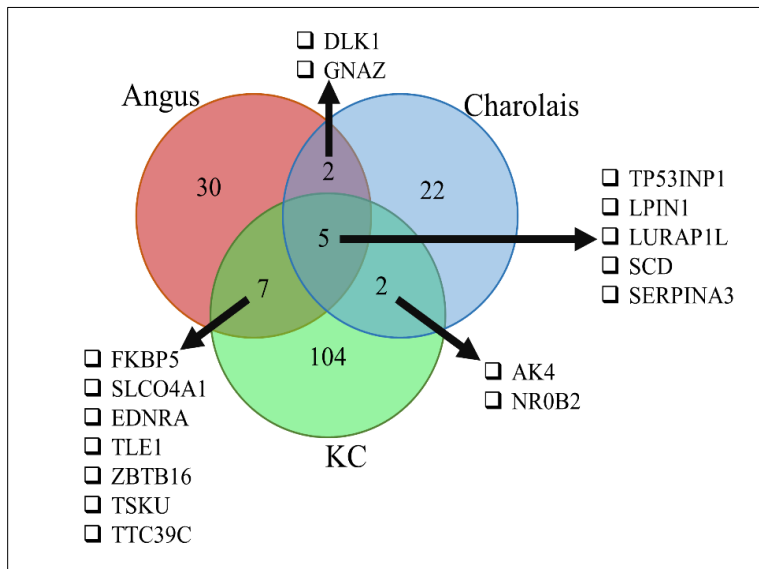 ❑ DLK1
❑ GNAZ
Angus
Charolais
30
2
22
5
7
2
104
KC
❑ TP53INP1
❑ LPIN1
❑ LURAP1L
❑ SCD
❑ SERPINA3
❑ FKBP5
❑ SLCO4A1
❑ EDNRA
❑ TLE1
❑ ZBTB16
❑ TSKU
❑ TTC39C
❑ AK4
❑ NR0B2